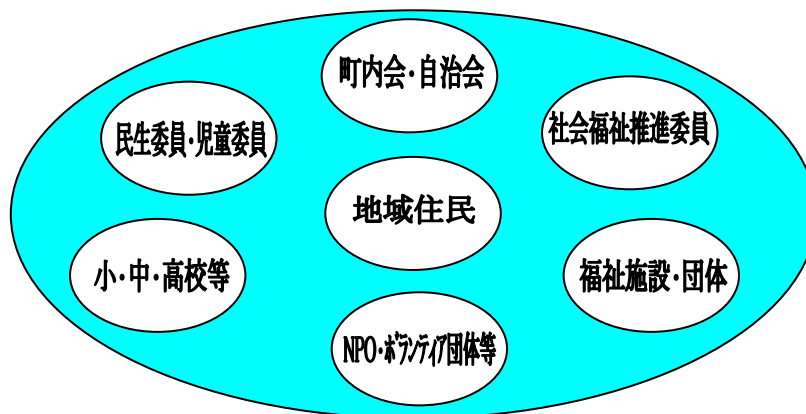 町内会・自治会
民生委員・児童委員
社会福祉推進委員
地域住民
小・中・高校等
福祉施設・団体
NPO・ボランティア団体等